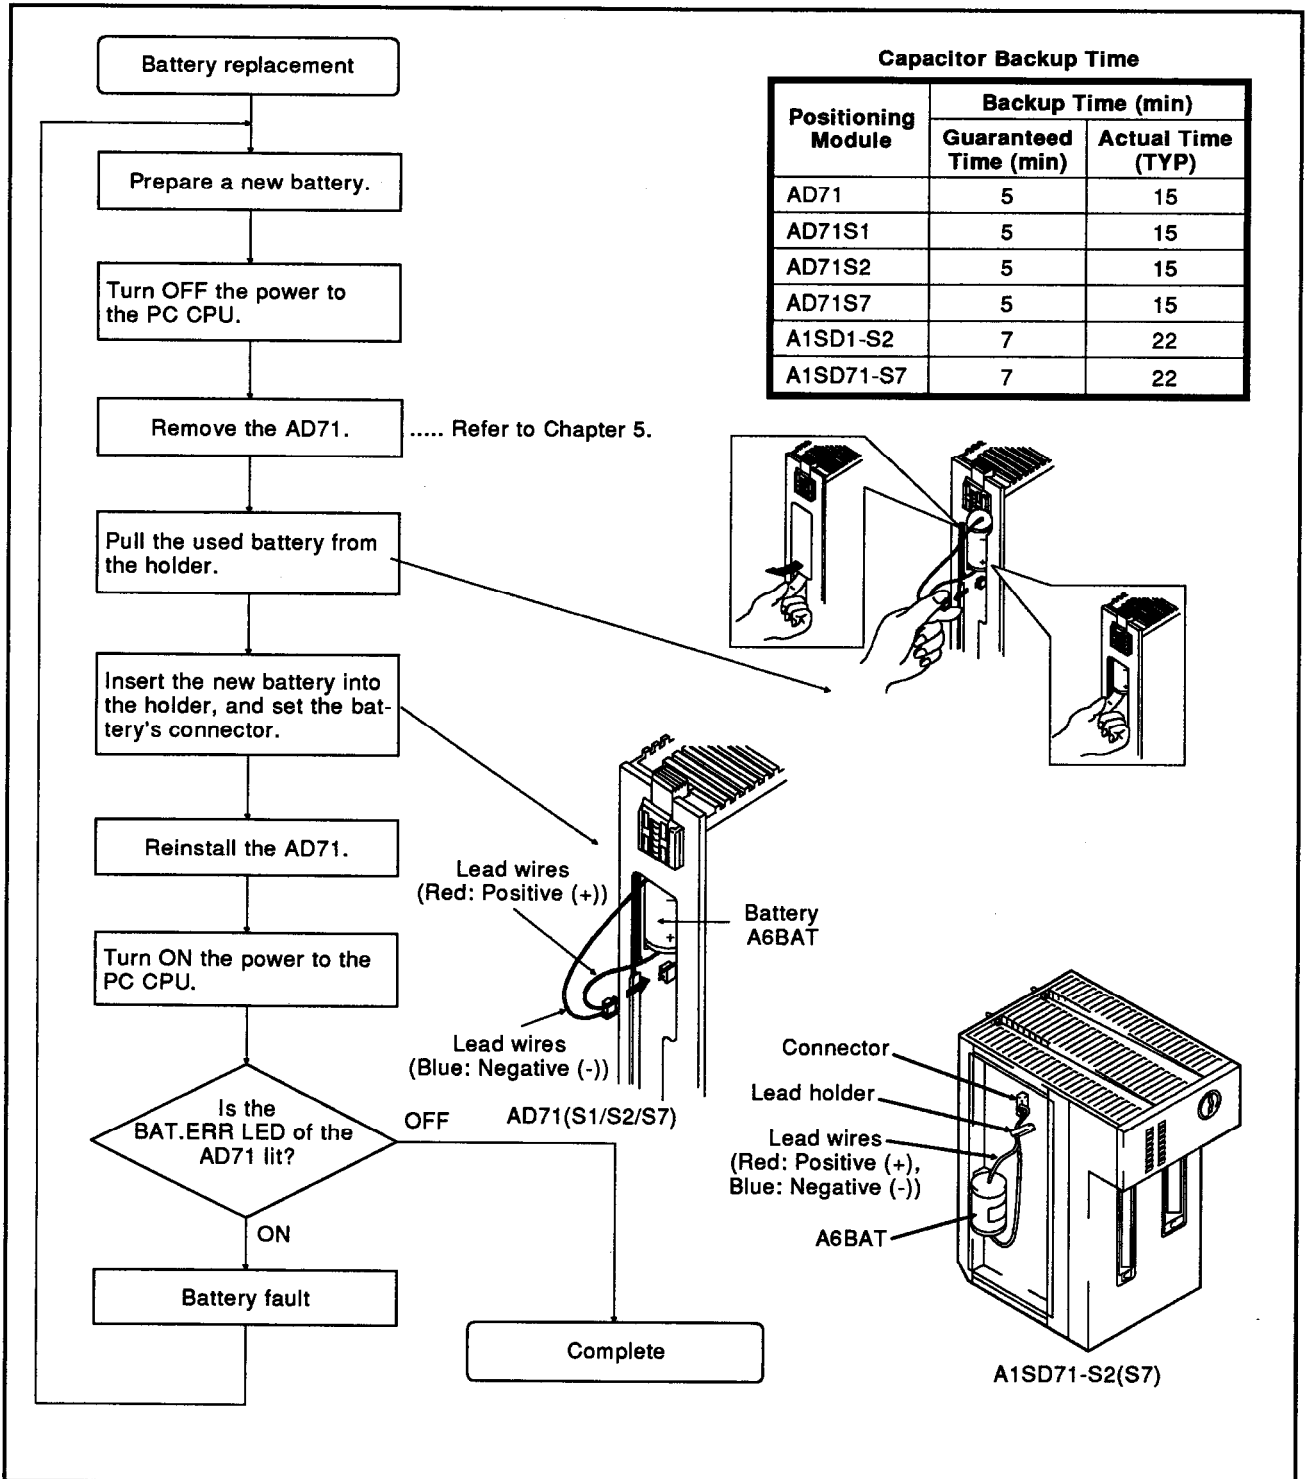 Battery replacement
Prepare a new battery.
Turn OFF the power to
the PC CPU.
Remove the AD71.
..... Refer to Chapter 5.
Pull the used battery from
the holder.
Insert the new battery into
the holder, and set the bat-
tery's connector.
Reinstall the AD71.
Turn ON the power to the
PC CPU.
Is the
BAT.ERR LED of the
AD71 lit?
OFF
ON
Battery fault
Complete
Capacitor Backup Time
Positioning
Module
Backup Time (min)
Guaranteed
Time (min)
Actual Time
(TYP)
AD71 5 15
AD71S1 5 15
AD71S2 5 15
AD71S7 5 15
A1SD1-S2 7 22
A1SD71-S7 7 22
Lead wires
(Red: Positive (+))
Battery
A6BAT
Lead wires
(Blue: Negative (-))
AD71(S1/S2/S7)
Connector
Lead holder
Lead wires
(Red: Positive (+),
Blue: Negative (-))
A6BAT
A1SD71-S2(S7)